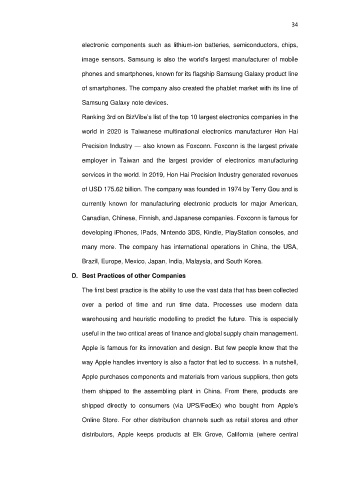 34
electronic components such as lithium-ion batteries, semiconductors, chips,
image sensors. Samsung is also the world's largest manufacturer of mobile
phones and smartphones, known for its flagship Samsung Galaxy product line
of smartphones. The company also created the phablet market with its line of
Samsung Galaxy note devices.
Ranking 3rd on BizVibe's list of the top 10 largest electronics companies in the
world in 2020 is Taiwanese multinational electronics manufacturer Hon Hai
Precision Industry — also known as Foxconn. Foxconn is the largest private
employer in Taiwan and the largest provider of electronics manufacturing
services in the world. In 2019, Hon Hai Precision Industry generated revenues
of USD 175.62 billion. The company was founded in 1974 by Terry Gou and is
currently known for manufacturing electronic products for major American,
Canadian, Chinese, Finnish, and Japanese companies. Foxconn is famous for
developing iPhones, iPads, Nintendo 3DS, Kindle, PlayStation consoles, and
many more. The company has international operations in China, the USA,
Brazil, Europe, Mexico, Japan, India, Malaysia, and South Korea.
D. Best Practices of other Companies
The first best practice is the ability to use the vast data that has been collected
over a period of time and run time data. Processes use modern data
warehousing and heuristic modelling to predict the future. This is especially
useful in the two critical areas of finance and global supply chain management.
Apple is famous for its innovation and design. But few people know that the
way Apple handles inventory is also a factor that led to success. In a nutshell,
Apple purchases components and materials from various suppliers, then gets
them shipped to the assembling plant in China. From there, products are
shipped directly to consumers (via UPS/FedEx) who bought from Apple's
Online Store. For other distribution channels such as retail stores and other
distributors, Apple keeps products at Elk Grove, California (where central